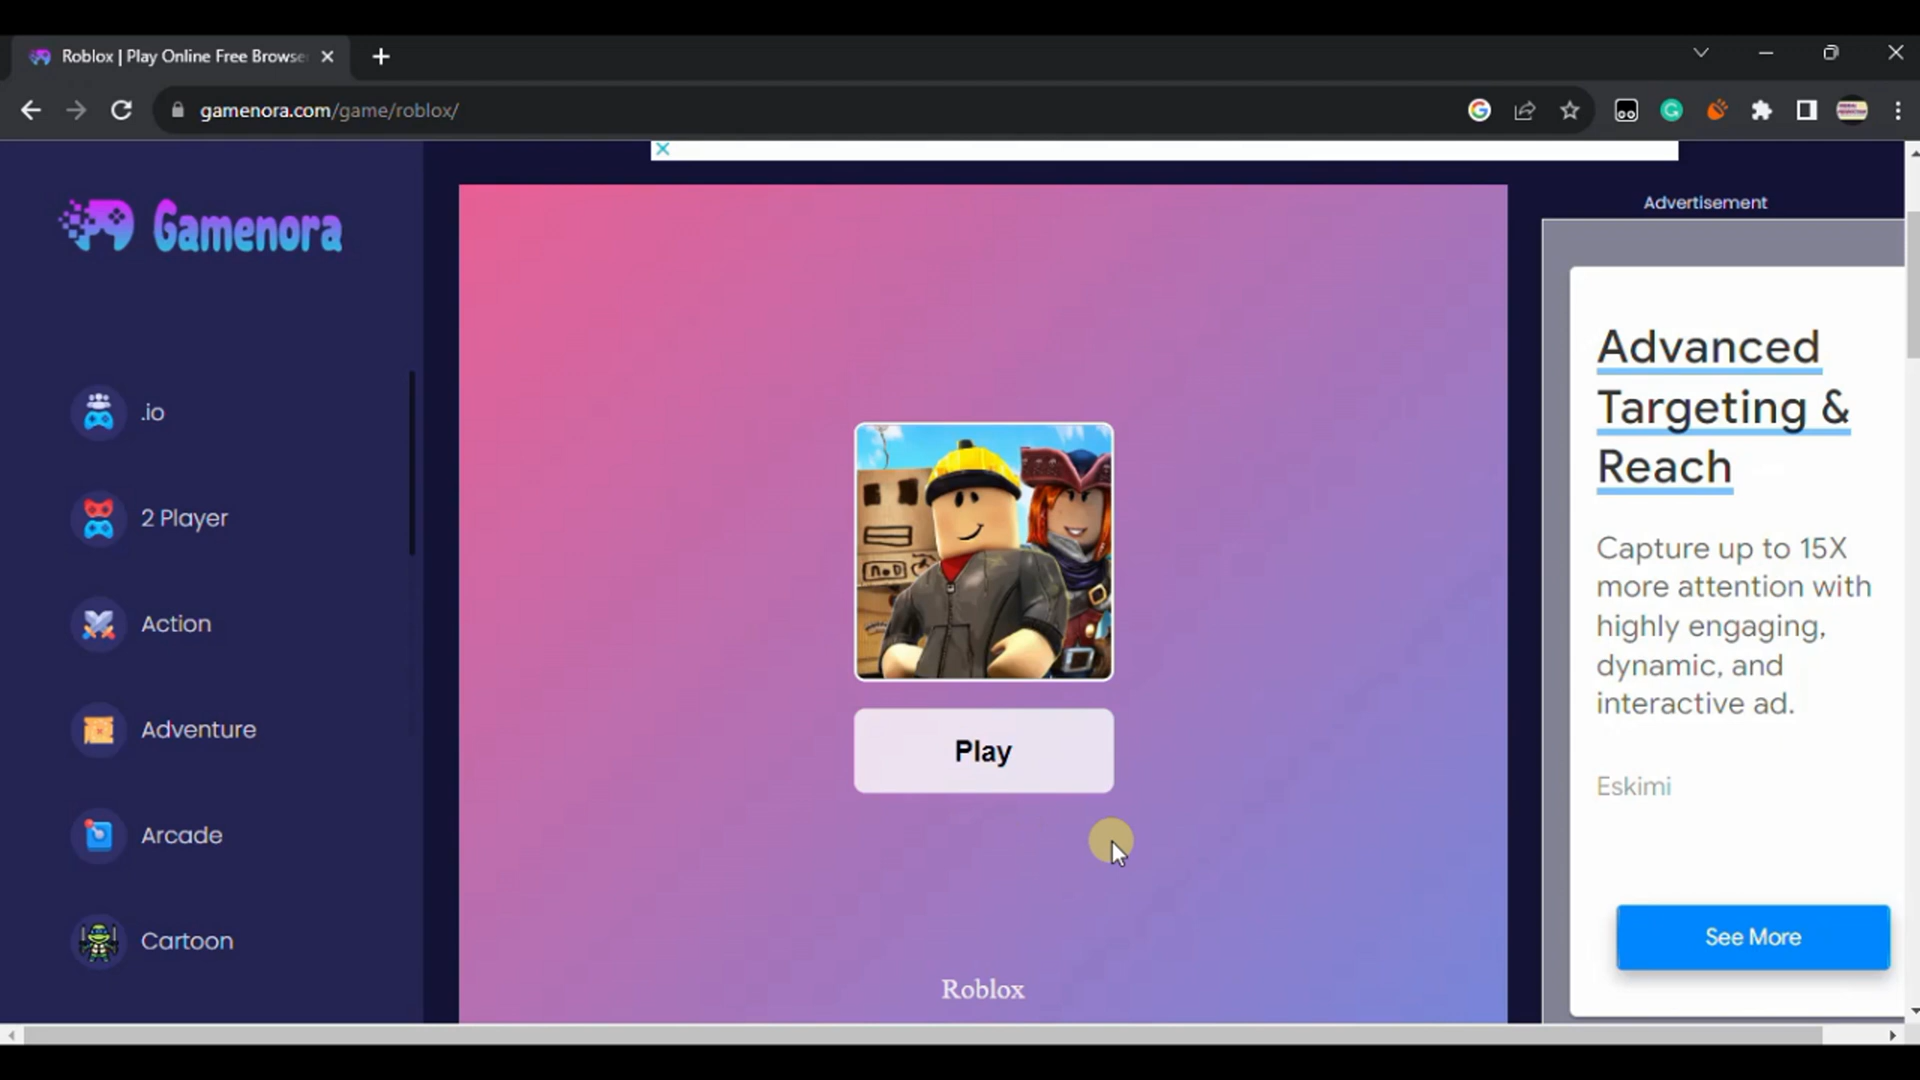 Roblox | Play Online Free Browse
gamenora.com/game/roblox/
Gamenora
.io
2 Player
Action
Adventure
Arcade
Cartoon
Play
Roblox
Advertisement
Advanced
Targeting &
Reach
Capture up to 15X
more attention with
highly engaging,
dynamic, and
interactive ad.
Eskimi
See More